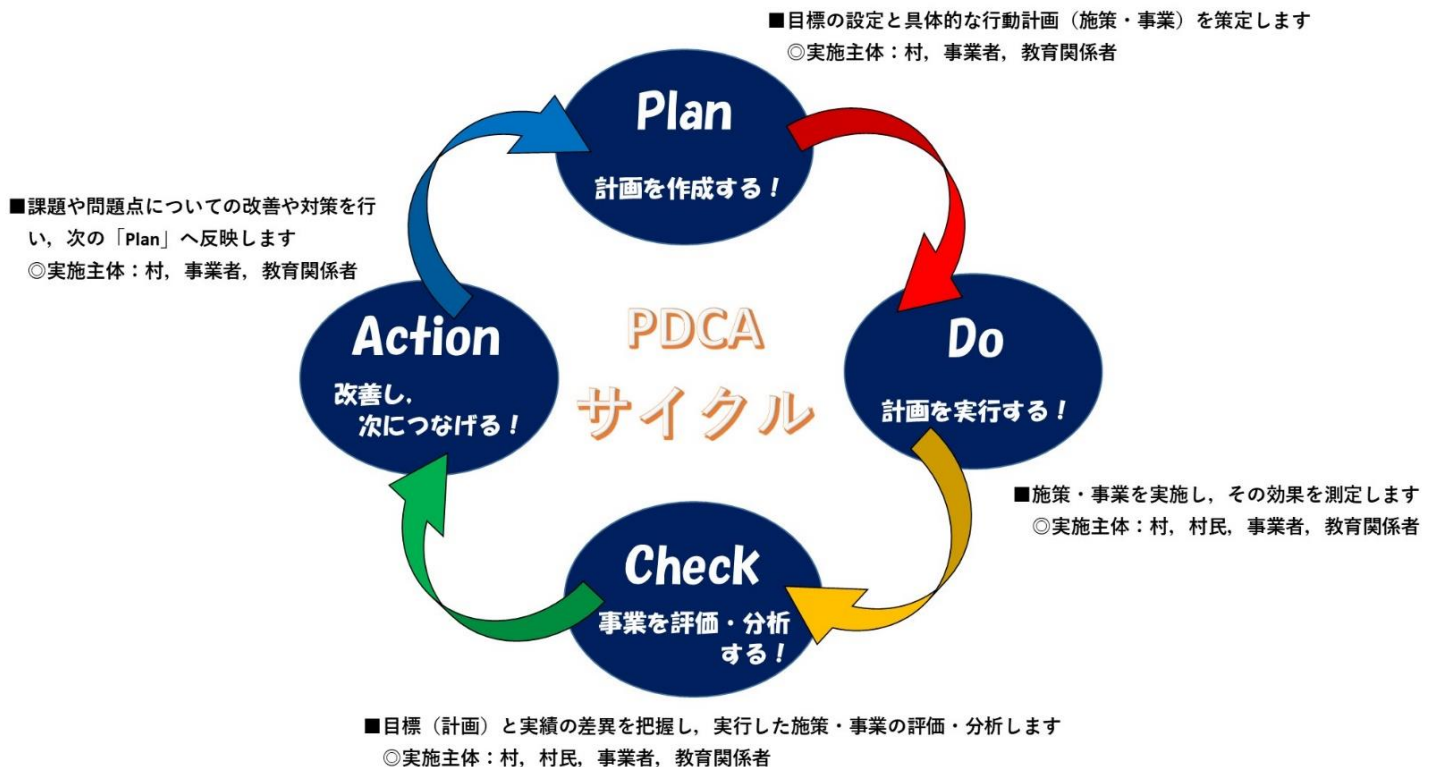 ■目標の設定と具体的な行動計画（施策・事業）を策定します
◎実施主体：村，事業者，教育関係者
Plan
計画を作成する！
■課題や問題点についての改善や対策を行
い，次の「Plan」へ反映します
◎実施主体：村，事業者，教育関係者
Action
改善し，
次につなげる！
PDCA
サイクル
Do
計画を実行する！
■施策・事業を実施し，その効果を測定します
◎実施主体：村，村民，事業者，教育関係者
Check
事業を評価・分析
する！
■目標（計画）と実績の差異を把握し，実行した施策・事業の評価・分析します
◎実施主体：村，村民，事業者，教育関係者